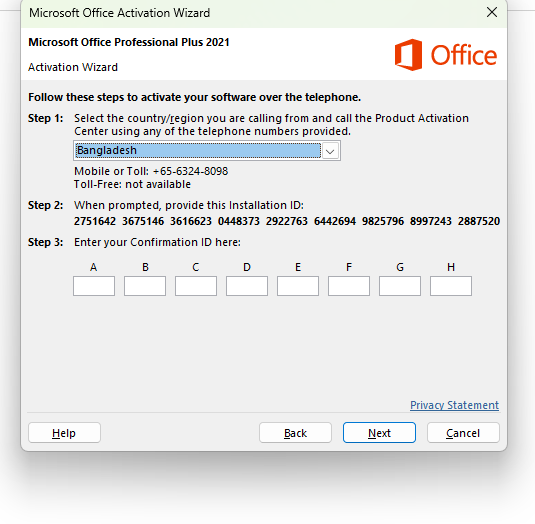 Microsoft Office Activation Wizard
Microsoft Office Professional Plus 2021
Office
Activation Wizard
Follow these steps to activate your software over the telephone.
Step 1: Select the country/region you are calling from and call the Product Activation
Center using any of the telephone numbers provided.
Bangladesh
Mobile or Toll: +65-6324-8098
Toll-Free: not available
Step 2: When prompted, provide this Installation ID:
2751642 3675146 3616623 0448373 2922763 6442694 9825796 8997243 2887520
Step 3: Enter your Confirmation ID here:
A B C D E F G H
Privacy Statement
Help Back Next Cancel